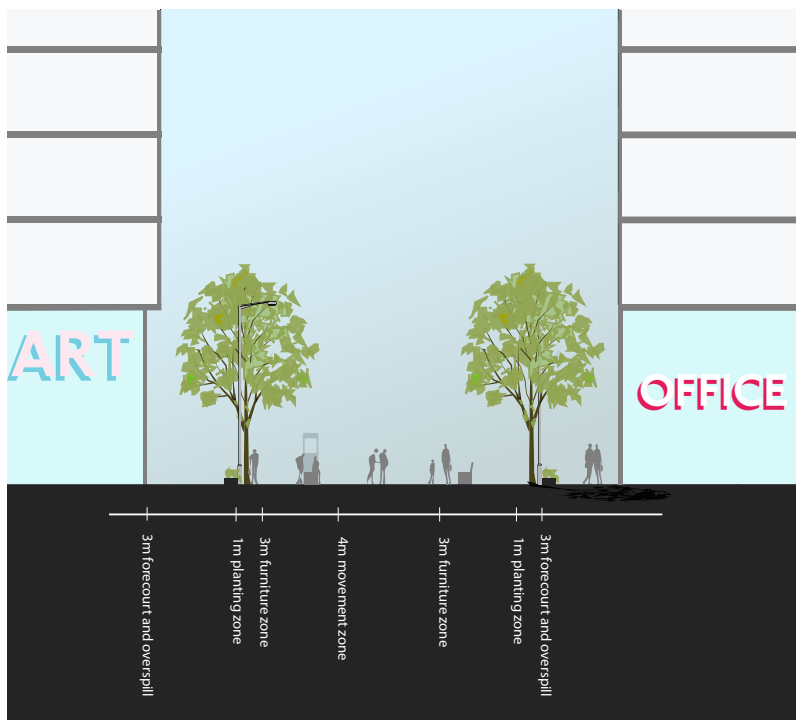 ART
OFFICE
3m forecourt and overspill
1m planting zone
3m furniture zone
4m movement zone
3m furniture zone
1m planting zone
3m forecourt and overspill